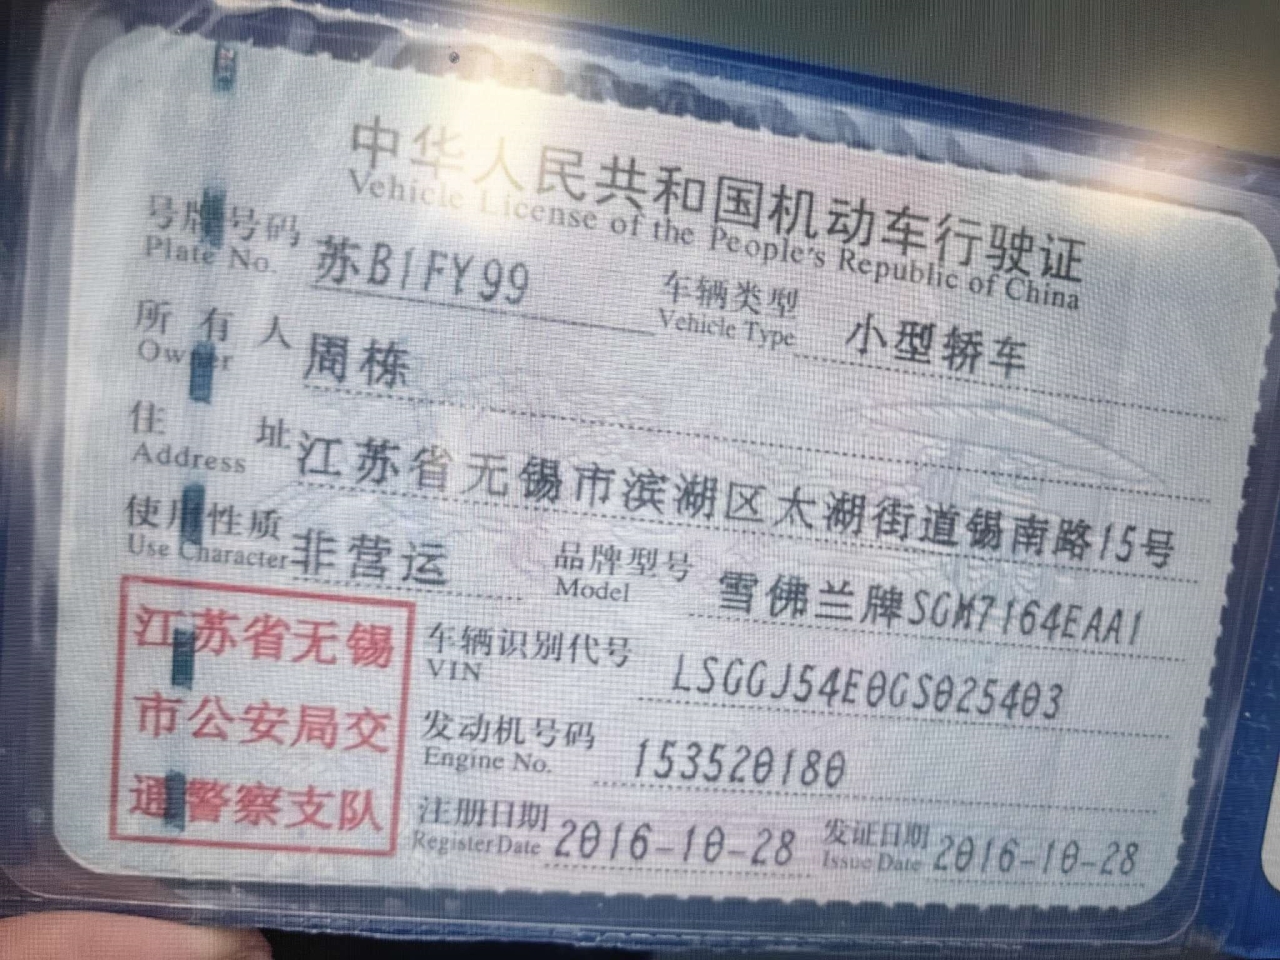 中华人民共和国机动车行驶证
Vehicle License of the People's Republic of China
号牌号码 苏B1FY99 车辆类型 小型轿车
Plate No. Vehicle Type
所有人 周栋
Owner
住址 江苏省无锡市滨湖区太湖街道锡南路15号
Address
使用性质 非营运 品牌型号 雪佛兰牌SGM7164EAA1
Use Character Model
江苏省无锡
市公安局交
通警察支队
车辆识别代号 LSGGJ54E0GS025403
VIN
发动机号码 153520180
Engine No.
注册日期 2016-10-28 发证日期 2016-10-28
Register Date Issue Date